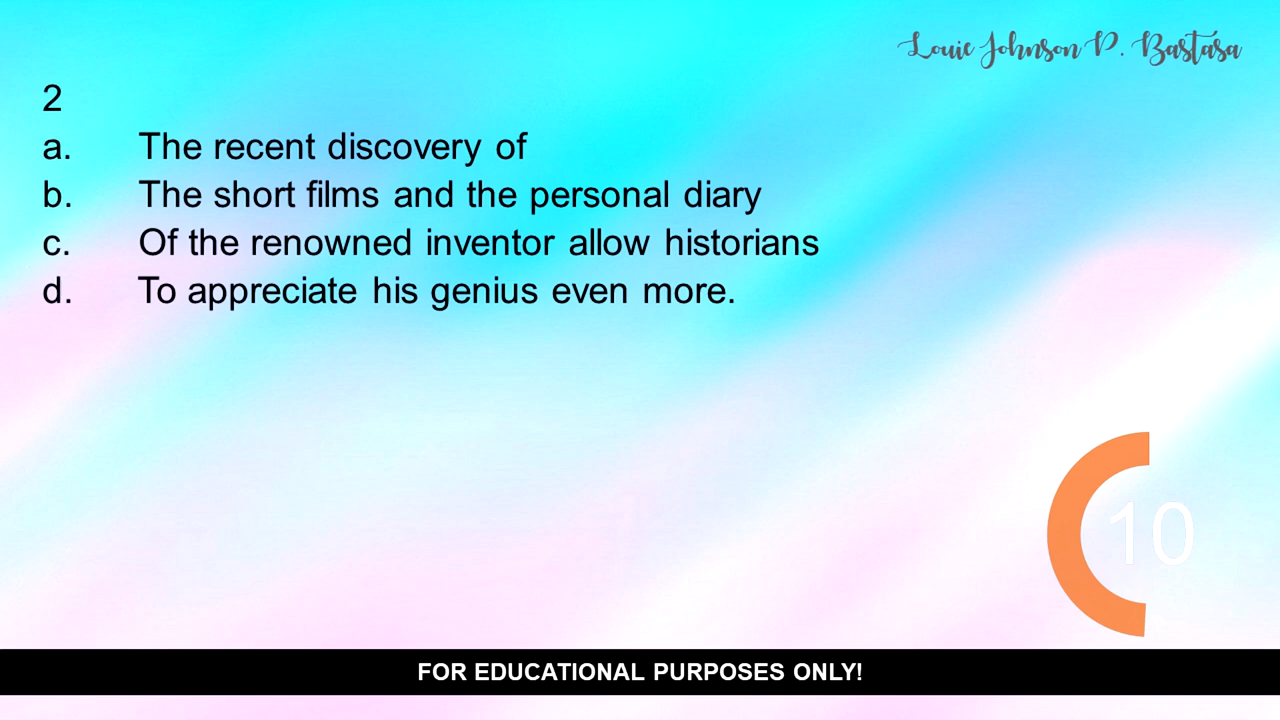 Louie Johnson P. Bastasa
2
a. The recent discovery of
b. The short films and the personal diary
c. Of the renowned inventor allow historians
d. To appreciate his genius even more.
10
FOR EDUCATIONAL PURPOSES ONLY!